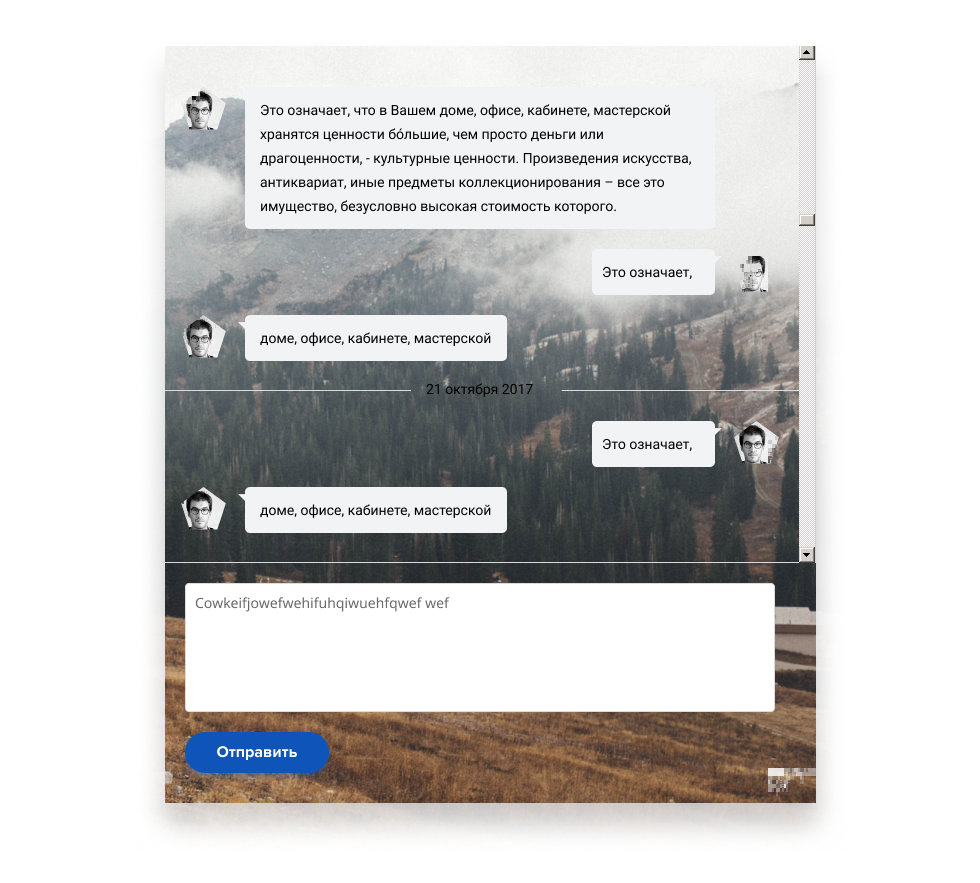 Это означает, что в Вашем доме, офисе, кабинете, мастерской
хранятся ценности бо́льшие, чем просто деньги или
драгоценности, - культурные ценности. Произведения искусства,
антиквариат, иные предметы коллекционирования – все это
имущество, безусловно высокая стоимость которого.
Это означает,
доме, офисе, кабинете, мастерской
21 октября 2017
Это означает,
доме, офисе, кабинете, мастерской
Cowkeifjowefwehifuhqiwuehfqwef wef
Отправить